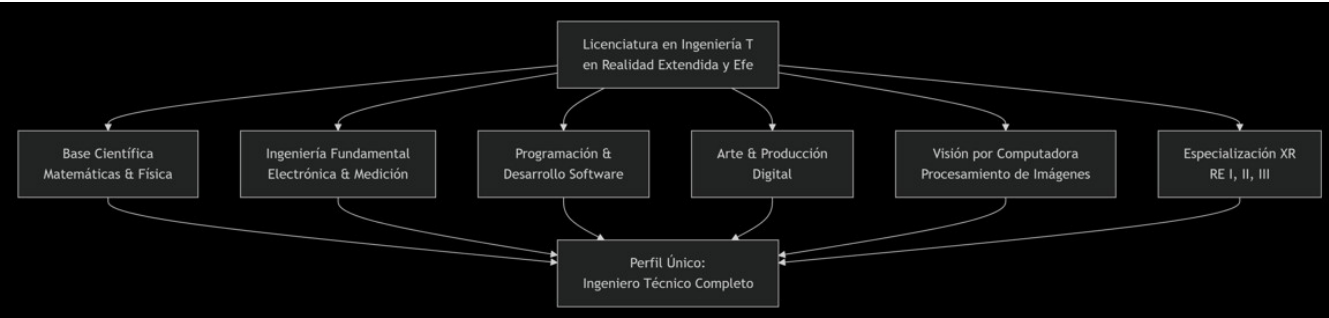 Licenciatura en Ingeniería T
en Realidad Extendida y Efe
Base Científica
Matemáticas & Física
Ingeniería Fundamental
Electrónica & Medición
Programación &
Desarrollo Software
Arte & Producción
Digital
Visión por Computadora
Procesamiento de Imágenes
Especialización XR
RE I, II, III
Perfil Único:
Ingeniero Técnico Completo